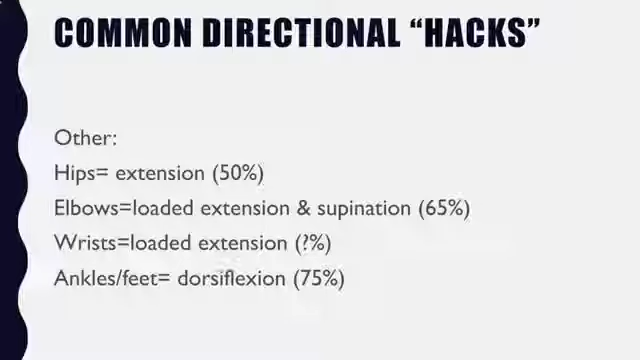 COMMON DIRECTIONAL “HACKS”
Other:
Hips= extension (50%)
Elbows=loaded extension & supination (65%)
Wrists=loaded extension (?%)
Ankles/feet= dorsiflexion (75%)